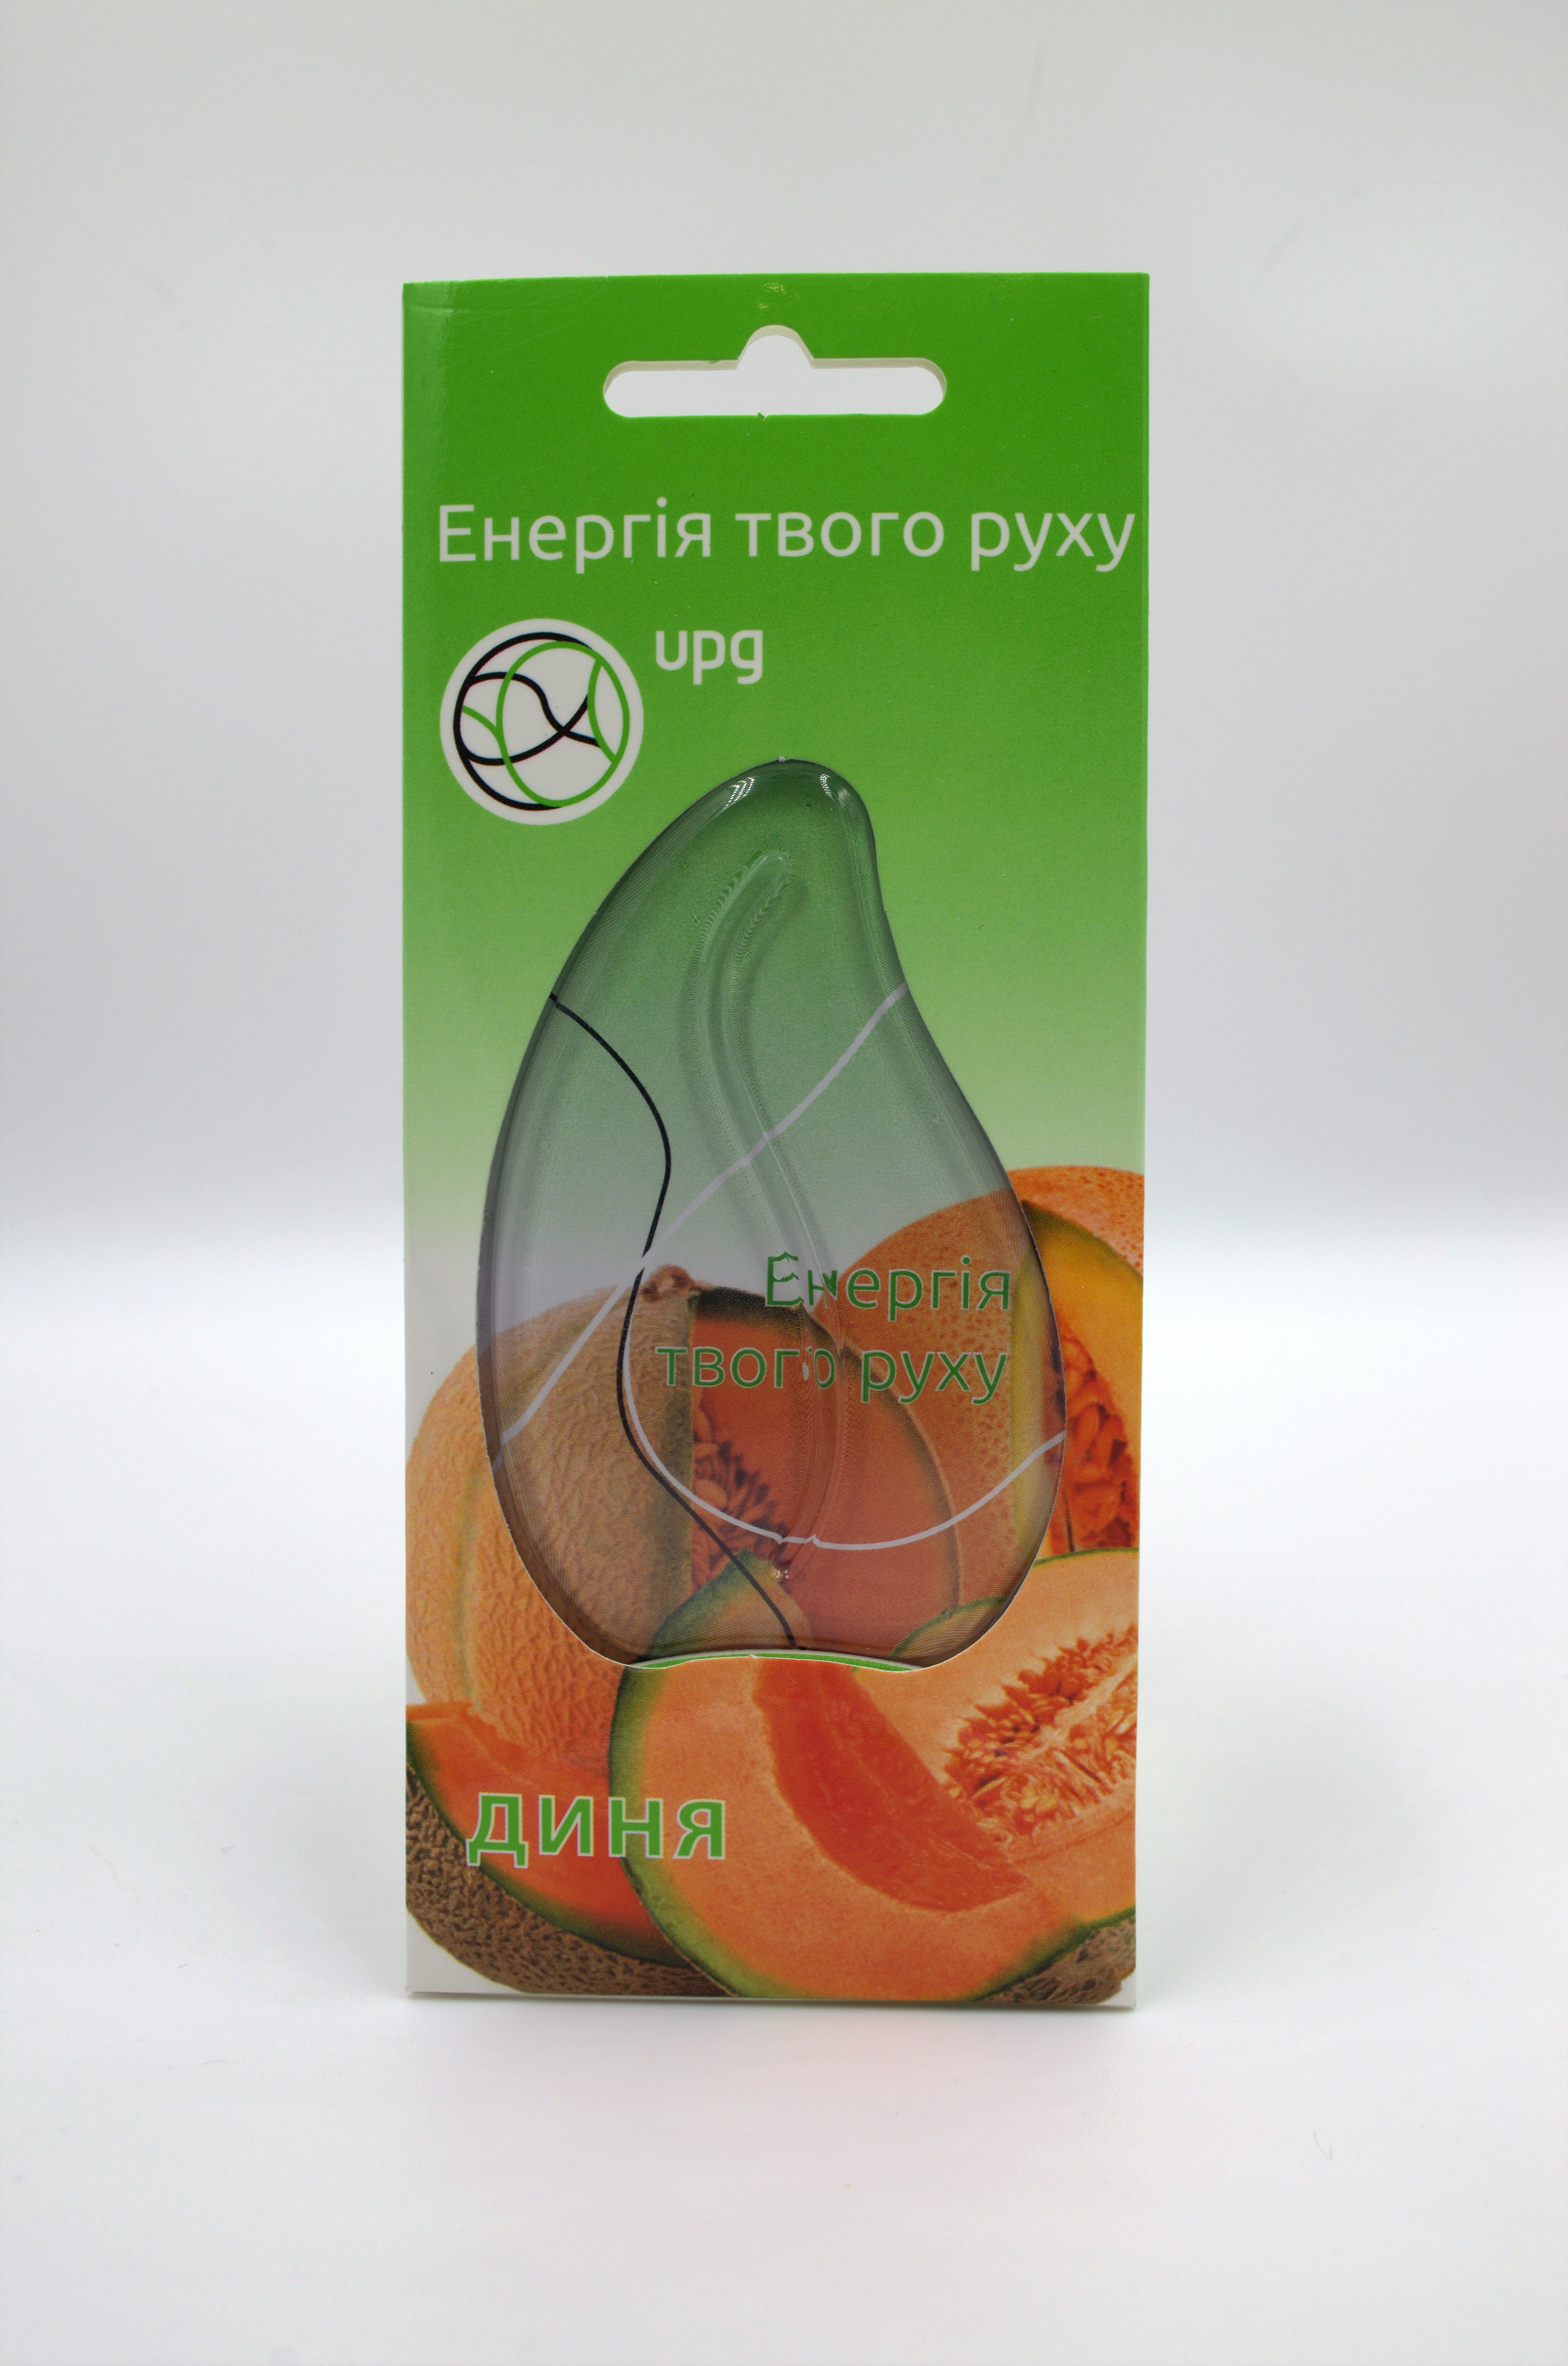 Енергія твого руху
upg
Енергія
твого руху
диня